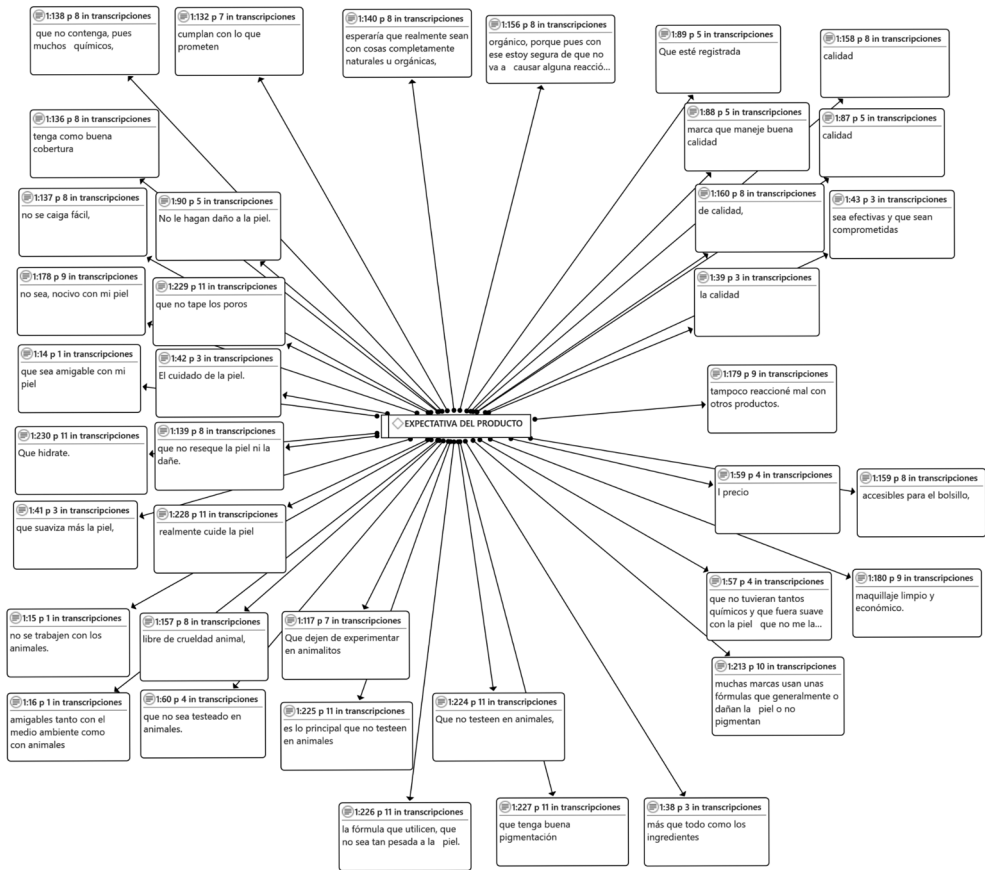 1:138 p 8 in transcripciones
que no contenga, pues
muchos químicos,
1:132 p 7 in transcripciones
cumplan con lo que
prometen
1:140 p 8 in transcripciones
esperaría que realmente sean
con cosas completamente
naturales u orgánicas,
1:156 p 8 in transcripciones
orgánico, porque pues con
ese estoy segura de que no
va a causar alguna reacció...
1:89 p 5 in transcripciones
Que esté registrada
1:158 p 8 in transcripciones
calidad
1:136 p 8 in transcripciones
tenga como buena
cobertura
1:88 p 5 in transcripciones
marca que maneje buena
calidad
1:87 p 5 in transcripciones
calidad
1:137 p 8 in transcripciones
no se caiga fácil,
1:90 p 5 in transcripciones
No le hagan daño a la piel.
1:160 p 8 in transcripciones
de calidad,
1:43 p 3 in transcripciones
sea efectivas y que sean
comprometidas
1:178 p 9 in transcripciones
no sea, nocivo con mi piel
1:229 p 11 in transcripciones
que no tape los poros
1:39 p 3 in transcripciones
la calidad
1:14 p 1 in transcripciones
que sea amigable con mi
piel
1:42 p 3 in transcripciones
El cuidado de la piel.
1:179 p 9 in transcripciones
tampoco reaccioné mal con
otros productos.
EXPECTATIVA DEL PRODUCTO
1:230 p 11 in transcripciones
Que hidrate.
1:139 p 8 in transcripciones
que no reseque la piel ni la
dañe.
1:59 p 4 in transcripciones
l precio
1:159 p 8 in transcripciones
accesibles para el bolsillo,
1:41 p 3 in transcripciones
que suaviza más la piel,
1:228 p 11 in transcripciones
realmente cuide la piel
1:57 p 4 in transcripciones
que no tuvieran tantos
químicos y que fuera suave
con la piel que no me la...
1:180 p 9 in transcripciones
maquillaje limpio y
económico.
1:15 p 1 in transcripciones
no se trabajen con los
animales.
1:157 p 8 in transcripciones
libre de crueldad animal,
1:117 p 7 in transcripciones
Que dejen de experimentar
en animalitos
1:213 p 10 in transcripciones
muchas marcas usan unas
fórmulas que generalmente o
dañan la piel o no
pigmentan
1:16 p 1 in transcripciones
amigables tanto con el
medio ambiente como
con animales
1:60 p 4 in transcripciones
que no sea testeado en
animales.
1:225 p 11 in transcripciones
es lo principal que no testeen
en animales
1:224 p 11 in transcripciones
Que no testeen en animales,
1:226 p 11 in transcripciones
la fórmula que utilicen, que
no sea tan pesada a la piel.
1:227 p 11 in transcripciones
que tenga buena
pigmentación
1:38 p 3 in transcripciones
más que todo como los
ingredientes